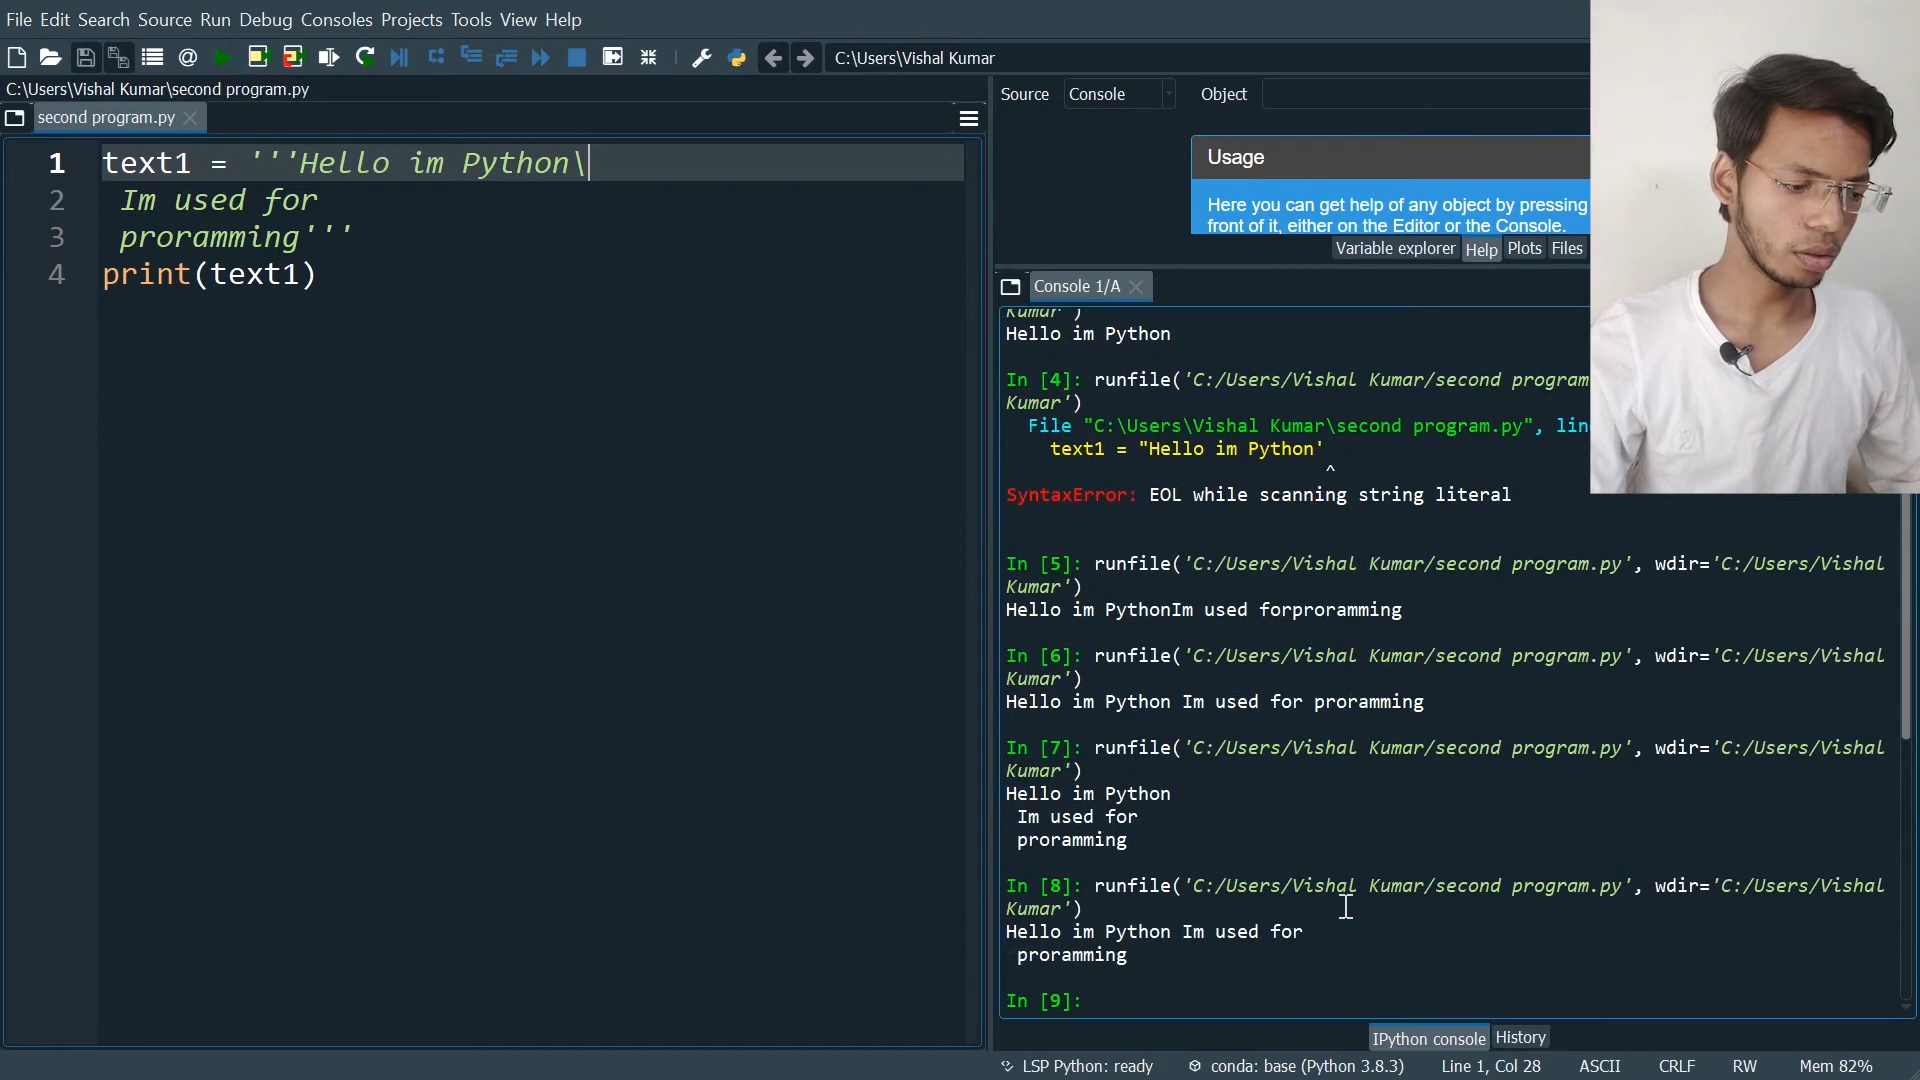 File Edit Search Source Run Debug Consoles Projects Tools View Help
C:\Users\Vishal Kumar
C:\Users\Vishal Kumar\second program.py
second program.py
1 text1 = '''Hello im Python\
2 Im used for
3 proramming'''
4 print(text1)
Source Console Object
Usage
Here you can get help of any object by pressing
front of it, either on the Editor or the Console.
Variable explorer Help Plots Files
Console 1/A
Kumar')
Hello im Python
In [4]: runfile('C:/Users/Vishal Kumar/second program
Kumar')
File "C:\Users\Vishal Kumar\second program.py", lin
text1 = "Hello im Python'
^
SyntaxError: EOL while scanning string literal
In [5]: runfile('C:/Users/Vishal Kumar/second program.py', wdir='C:/Users/Vishal
Kumar')
Hello im PythonIm used forproramming
In [6]: runfile('C:/Users/Vishal Kumar/second program.py', wdir='C:/Users/Vishal
Kumar')
Hello im Python Im used for proramming
In [7]: runfile('C:/Users/Vishal Kumar/second program.py', wdir='C:/Users/Vishal
Kumar')
Hello im Python
Im used for
proramming
In [8]: runfile('C:/Users/Vishal Kumar/second program.py', wdir='C:/Users/Vishal
Kumar')
Hello im Python Im used for
proramming
In [9]:
IPython console History
LSP Python: ready conda: base (Python 3.8.3) Line 1, Col 28 ASCII CRLF RW Mem 82%